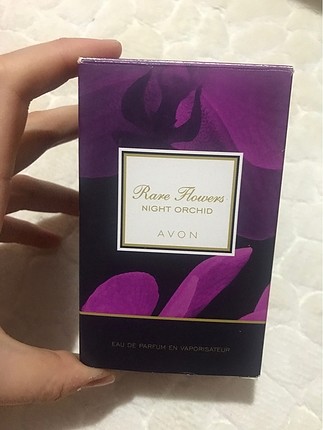 Rare Flowers
NIGHT ORCHID
AVON
EAU DE PARFUM EN VAPORISATEUR